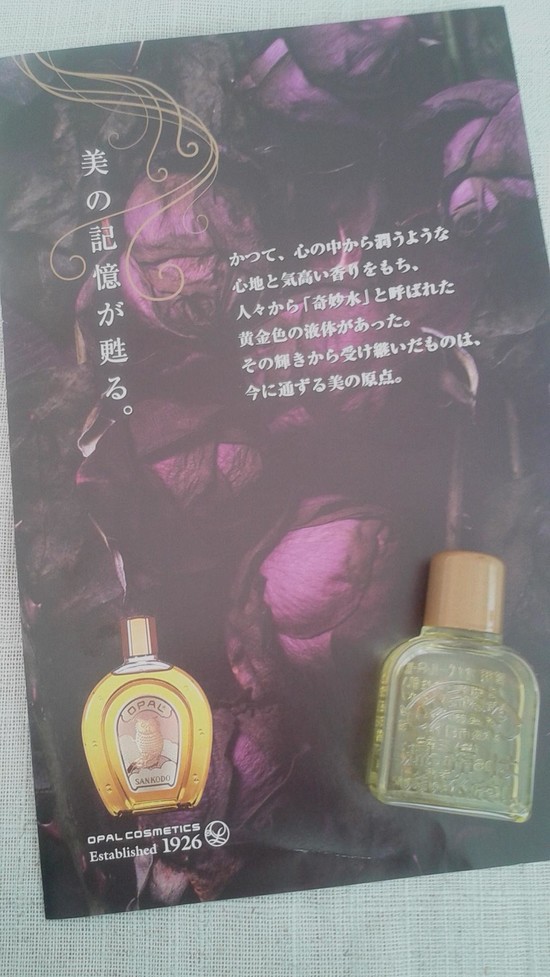 美の記憶が甦る。
かつて、心の中から潤うような
心地と気高い香りをもち、
人々から「奇妙水」と呼ばれた
黄金色の液体があった。
その輝きから受け継いだものは、
今に通ずる美の原点。
OPAL
SANKODO
OPAL COSMETICS
Established 1926